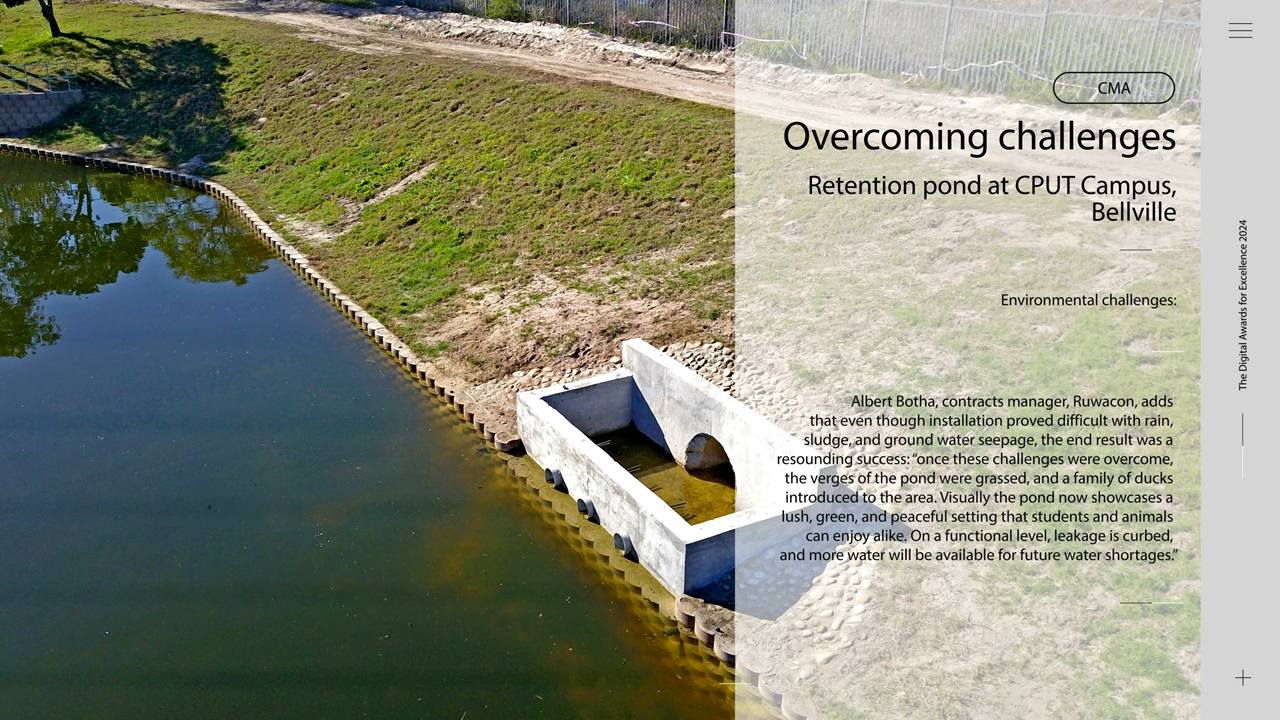 CMA
Overcoming challenges
Retention pond at CPUT Campus,
Bellville
Environmental challenges:
Albert Botha, contracts manager, Ruwacon, adds
that even though installation proved difficult with rain,
sludge, and ground water seepage, the end result was a
resounding success: “once these challenges were overcome,
the verges of the pond were grassed, and a family of ducks
introduced to the area. Visually the pond now showcases a
lush, green, and peaceful setting that students and animals
can enjoy alike. On a functional level, leakage is curbed,
and more water will be available for future water shortages.”
The Digital Awards for Excellence 2024